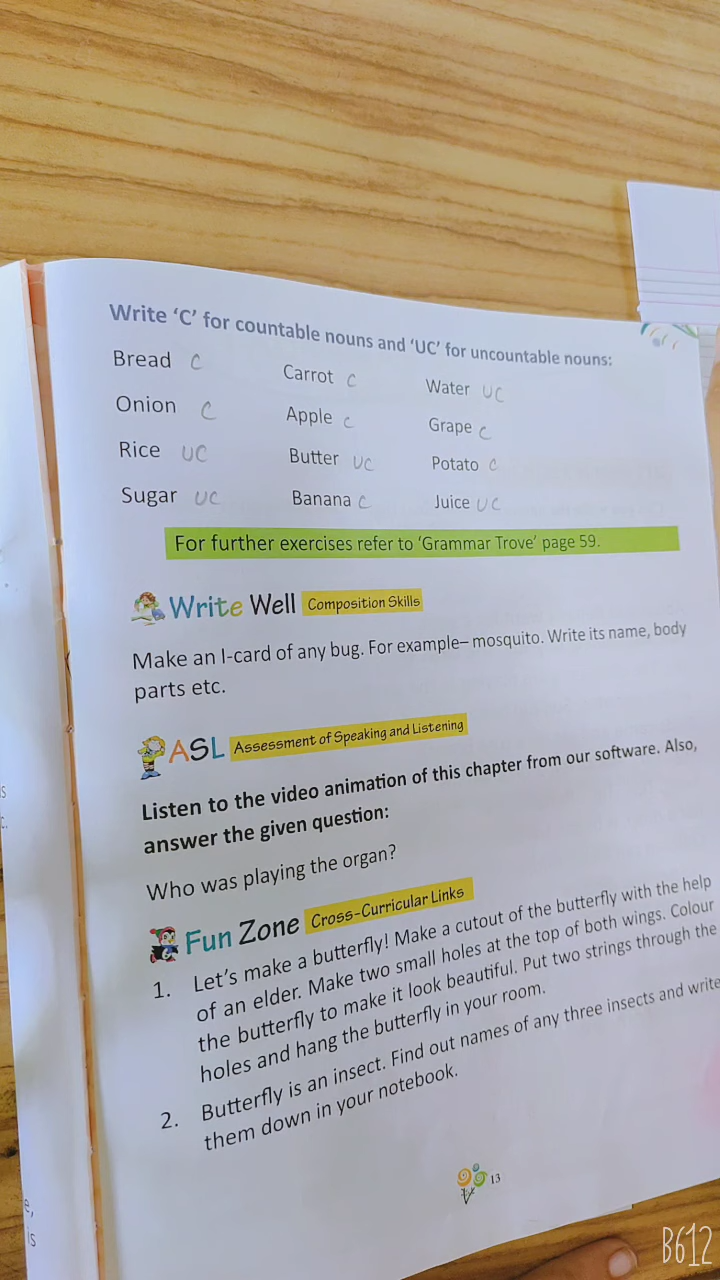 Write 'C' for countable nouns and 'UC' for uncountable nouns:
Bread C Carrot C Water UC
Onion C Apple C Grape C
Rice UC Butter UC Potato C
Sugar UC Banana C Juice UC
For further exercises refer to 'Grammar Trove' page 59.
Write Well Composition Skills
Make an I-card of any bug. For example– mosquito. Write its name, body
parts etc.
ASL Assessment of Speaking and Listening
Listen to the video animation of this chapter from our software. Also,
answer the given question:
Who was playing the organ?
Fun Zone Cross-Curricular Links
1. Let's make a butterfly! Make a cutout of the butterfly with the help
of an elder. Make two small holes at the top of both wings. Colour
the butterfly to make it look beautiful. Put two strings through the
holes and hang the butterfly in your room.
2. Butterfly is an insect. Find out names of any three insects and write
them down in your notebook.
13
B612